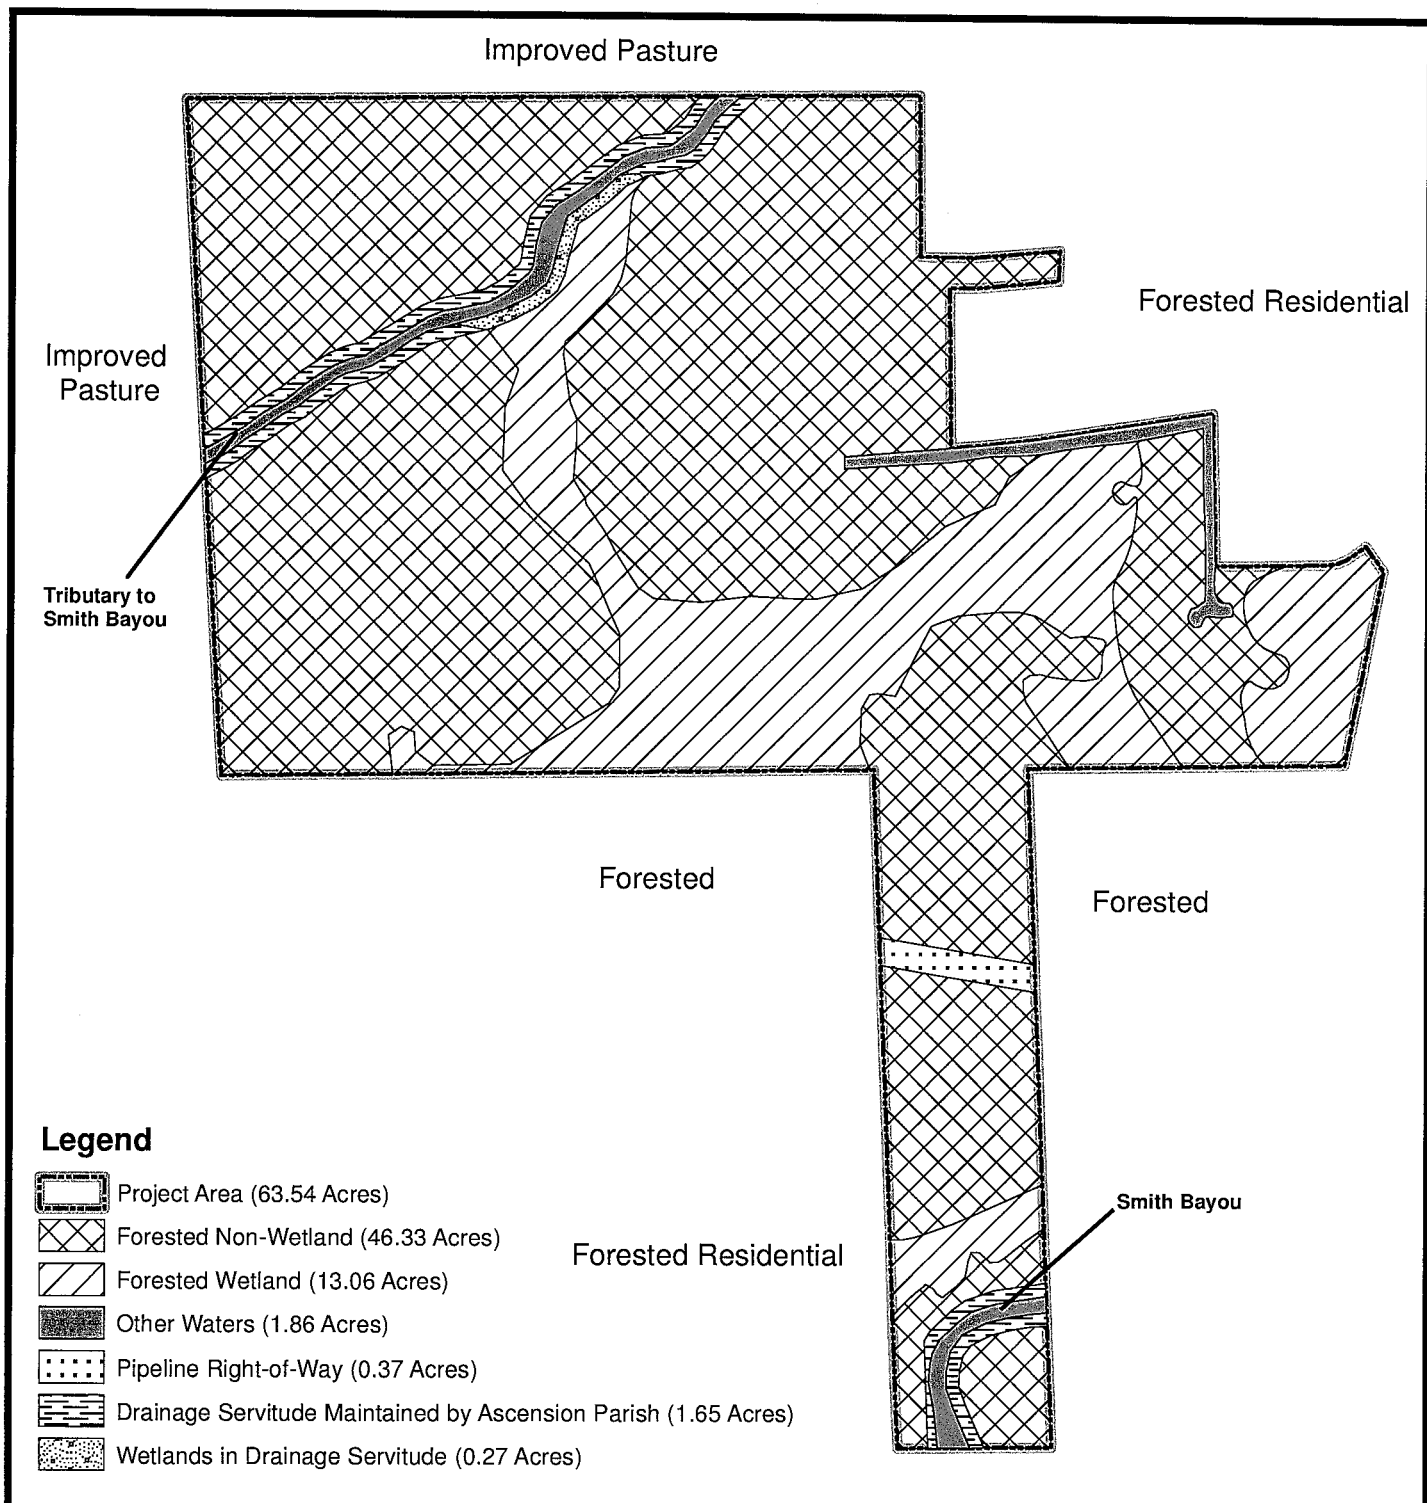 Improved Pasture
Forested Residential
Improved
Pasture
Tributary to
Smith Bayou
Forested
Forested
Legend
Project Area (63.54 Acres)
Smith Bayou
Forested Non-Wetland (46.33 Acres)
Forested Residential
Forested Wetland (13.06 Acres)
Other Waters (1.86 Acres)
Pipeline Right-of-Way (0.37 Acres)
Drainage Servitude Maintained by Ascension Parish (1.65 Acres)
Wetlands in Drainage Servitude (0.27 Acres)